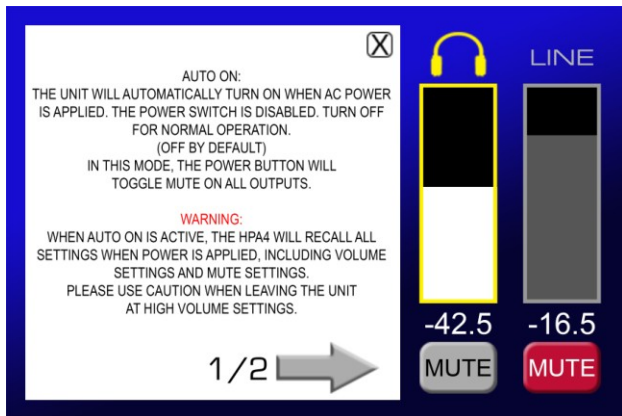 X
AUTO ON:
THE UNIT WILL AUTOMATICALLY TURN ON WHEN AC POWER
IS APPLIED. THE POWER SWITCH IS DISABLED. TURN OFF
FOR NORMAL OPERATION.
(OFF BY DEFAULT)
IN THIS MODE, THE POWER BUTTON WILL
TOGGLE MUTE ON ALL OUTPUTS.
WARNING:
WHEN AUTO ON IS ACTIVE, THE HPA4 WILL RECALL ALL
SETTINGS WHEN POWER IS APPLIED, INCLUDING VOLUME
SETTINGS AND MUTE SETTINGS.
PLEASE USE CAUTION WHEN LEAVING THE UNIT
AT HIGH VOLUME SETTINGS.
1/2
LINE
-42.5 -16.5
MUTE MUTE